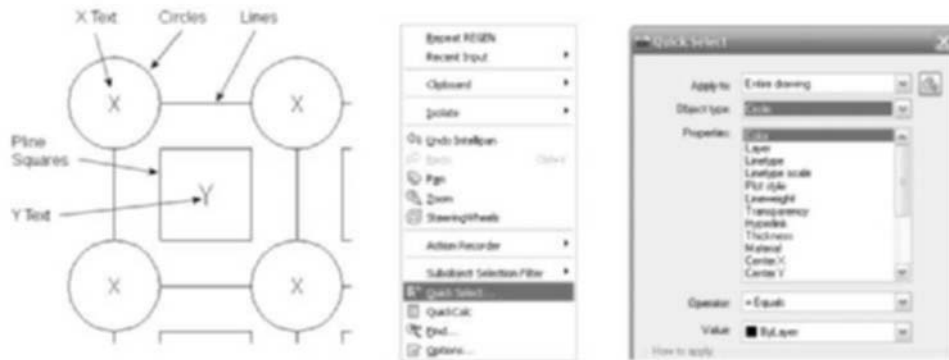 X Text
Circles
Lines
X
X
Pline
Squares
Y
Y Text
X
X
Repeat REGEN
Recent Input
Clipboard
Isolate
Undo Intellipan
Pan
Zoom
SteeringWheels
Action Recorder
Subobject Selection Filter
Quick Select...
QuickCalc
Find...
Options...
Quick Select
Apply to: Entire drawing
Object type: Circle
Properties: Color
Layer
Linetype
Linetype scale
Plot style
Lineweight
Transparency
Hyperlink
Thickness
Material
Center X
Center Y
Operator: = Equals
Value: ByLayer
How to apply